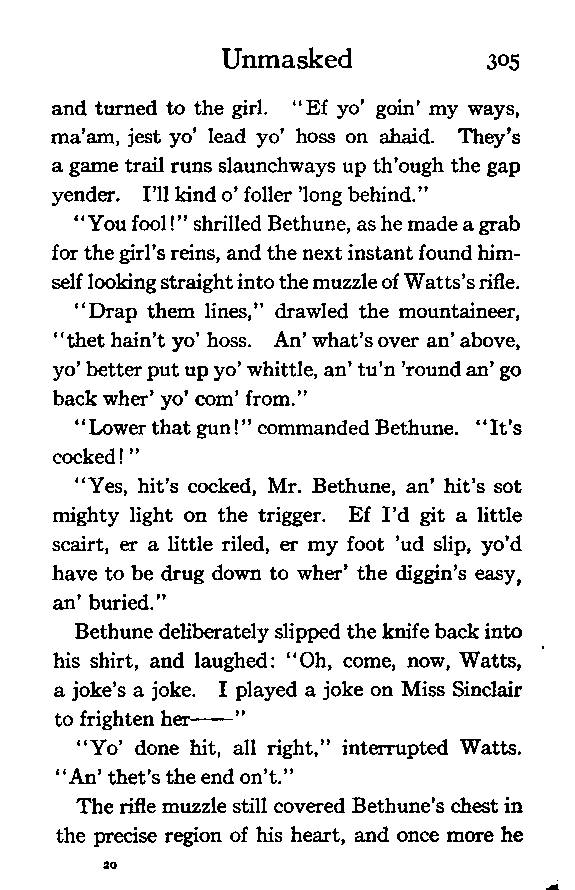 Unmasked 305
and turned to the girl. "Ef yo' goin' my ways,
ma'am, jest yo' lead yo' hoss on ahaid. They's
a game trail runs slaunchways up th'ough the gap
yender. I'll kind o' foller 'long behind."
"You fool!" shrilled Bethune, as he made a grab
for the girl's reins, and the next instant found him-
self looking straight into the muzzle of Watts's rifle.
"Drap them lines," drawled the mountaineer,
"thet hain't yo' hoss. An' what's over an' above,
yo' better put up yo' whittle, an' tu'n 'round an' go
back wher' yo' com' from."
"Lower that gun!" commanded Bethune. "It's
cocked!"
"Yes, hit's cocked, Mr. Bethune, an' hit's sot
mighty light on the trigger. Ef I'd git a little
scairt, er a little riled, er my foot 'ud slip, yo'd
have to be drug down to wher' the diggin's easy,
an' buried."
Bethune deliberately slipped the knife back into
his shirt, and laughed: "Oh, come, now, Watts,
a joke's a joke. I played a joke on Miss Sinclair
to frighten her——"
"Yo' done hit, all right," interrupted Watts.
"An' thet's the end on't."
The rifle muzzle still covered Bethune's chest in
the precise region of his heart, and once more he
20